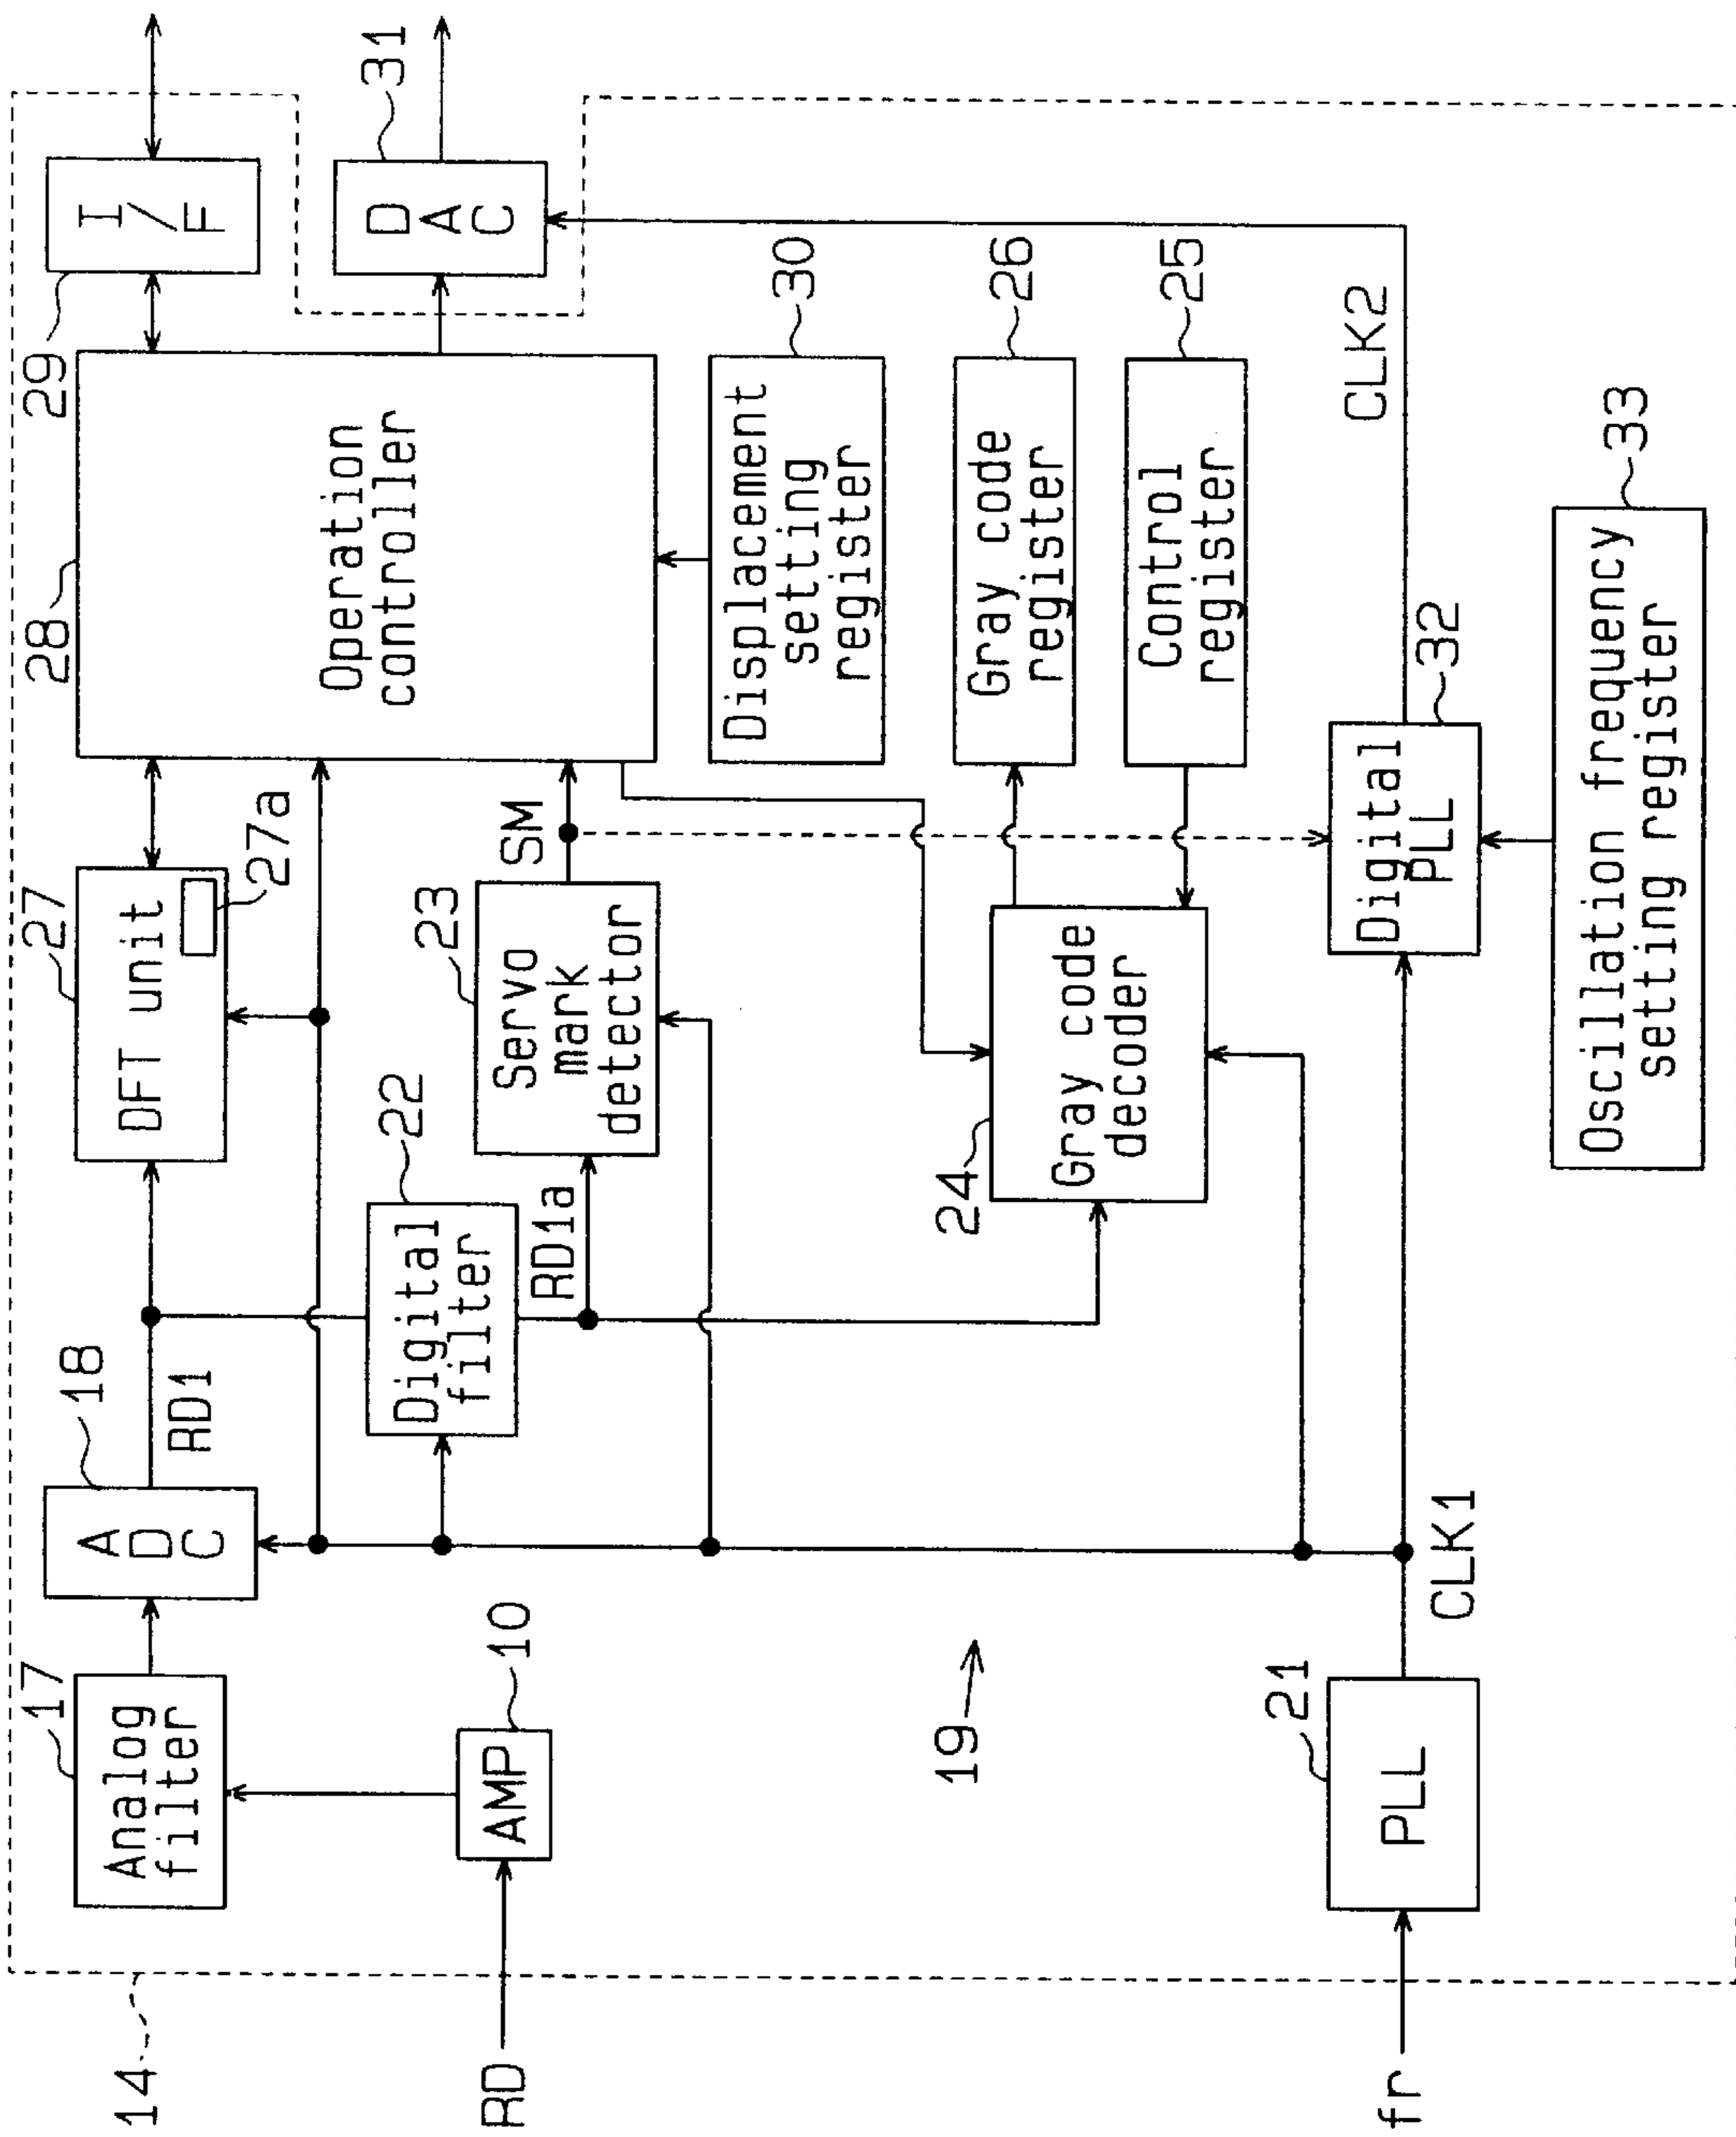 14
RD
fr
17
Analog
filter
AMP
10
19
21
PLL
CLK1
18
A
D
C
RD1
22
Digital
filter
RD1a
27
DFT unit
27a
23
Servo
mark
detector
SM
24
Gray code
decoder
28
Operation
controller
29
I
/
F
31
D
A
C
30
Displacement
setting
register
26
Gray code
register
25
Control
register
CLK2
32
Digital
PLL
33
Oscillation frequency
setting register